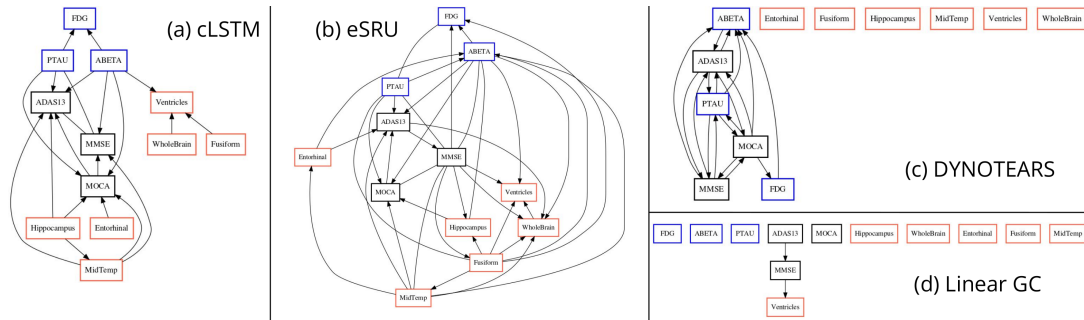 (a) cLSTM
FDG
PTAU
ABETA
ADAS13
Ventricles
MMSE
WholeBrain
Fusiform
MOCA
Hippocampus
Entorhinal
MidTemp
(b) eSRU
FDG
ABETA
PTAU
ADAS13
Entorhinal
MMSE
MOCA
Ventricles
Hippocampus
WholeBrain
Fusiform
MidTemp
(c) DYNOTEARS
ABETA
Entorhinal
Fusiform
Hippocampus
MidTemp
Ventricles
WholeBrain
ADAS13
PTAU
MOCA
MMSE
FDG
(d) Linear GC
FDG
ABETA
PTAU
ADAS13
MOCA
Hippocampus
WholeBrain
Entorhinal
Fusiform
MidTemp
MMSE
Ventricles